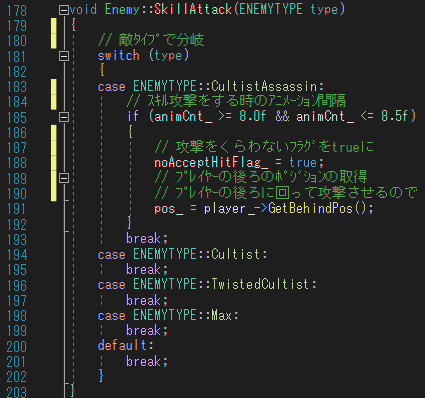 178 void Enemy::SkillAttack(ENEMYTYPE type)
179 {
180 // 敵ﾀｲﾌﾟで分岐
181 switch (type)
182 {
183 case ENEMYTYPE::CultistAssassin:
184 // ｽｷﾙ攻撃をする時のｱﾆﾒｰｼｮﾝ間隔
185 if (animCnt_ >= 8.0f && animCnt_ <= 8.5f)
186 {
187 // 攻撃をくらわないﾌﾗｸﾞをtrueに
188 noAcceptHitFlag_ = true;
189 // ﾌﾟﾚｲﾔｰの後ろのﾎﾟｼﾞｼｮﾝの取得
190 // ﾌﾟﾚｲﾔｰの後ろに回って攻撃させるので
191 pos_ = player_->GetBehindPos();
192 }
193 break;
194 case ENEMYTYPE::Cultist:
195 break;
196 case ENEMYTYPE::TwistedCultist:
197 break;
198 case ENEMYTYPE::Max:
199 break;
200 default:
201 break;
202 }
203 }